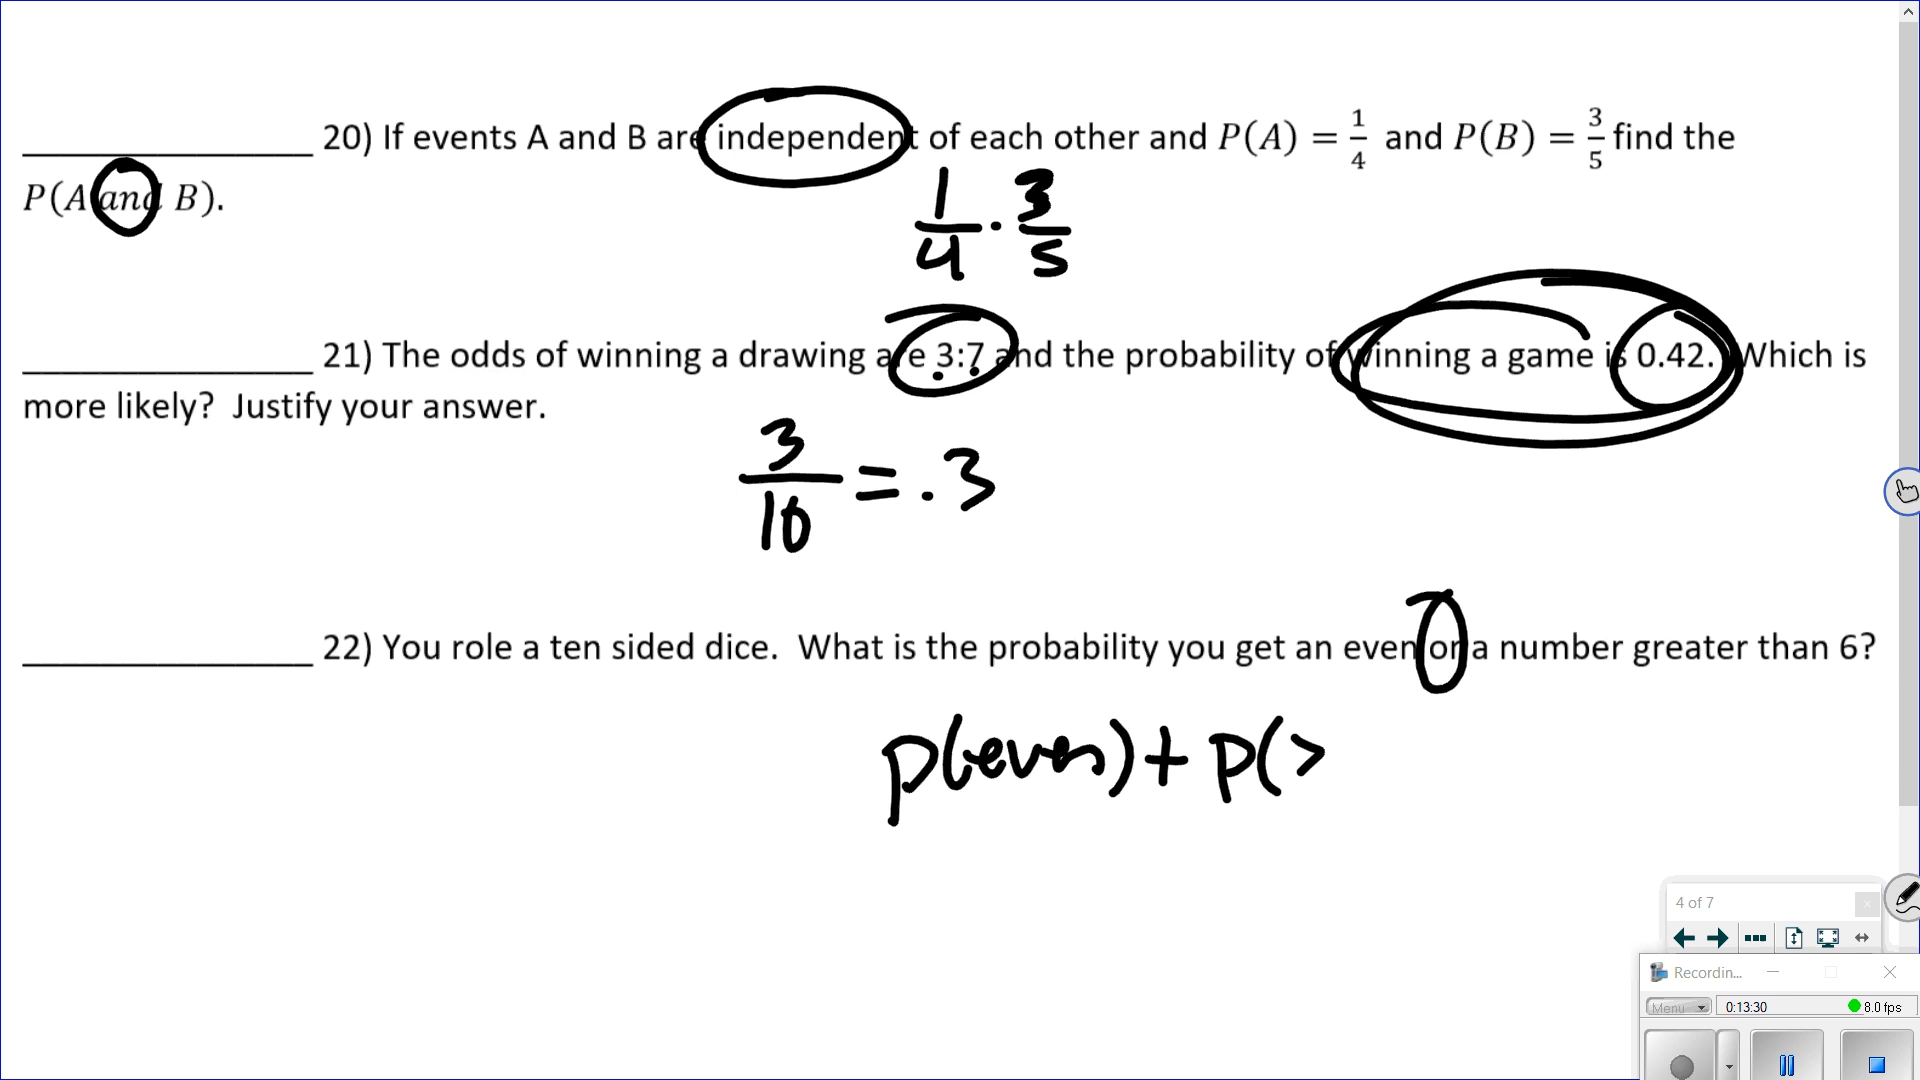 ________________ 20) If events A and B are independent of each other and P(A) = 1/4 and P(B) = 3/5 find the
P(A and B).
1/4 · 3/5
________________ 21) The odds of winning a drawing are 3:7 and the probability of winning a game is 0.42. Which is
more likely? Justify your answer.
3/10 = .3
________________ 22) You role a ten sided dice. What is the probability you get an even or a number greater than 6?
p(even) + p(>
4 of 7
Recordin...
Menu 0:13:30 8.0 fps